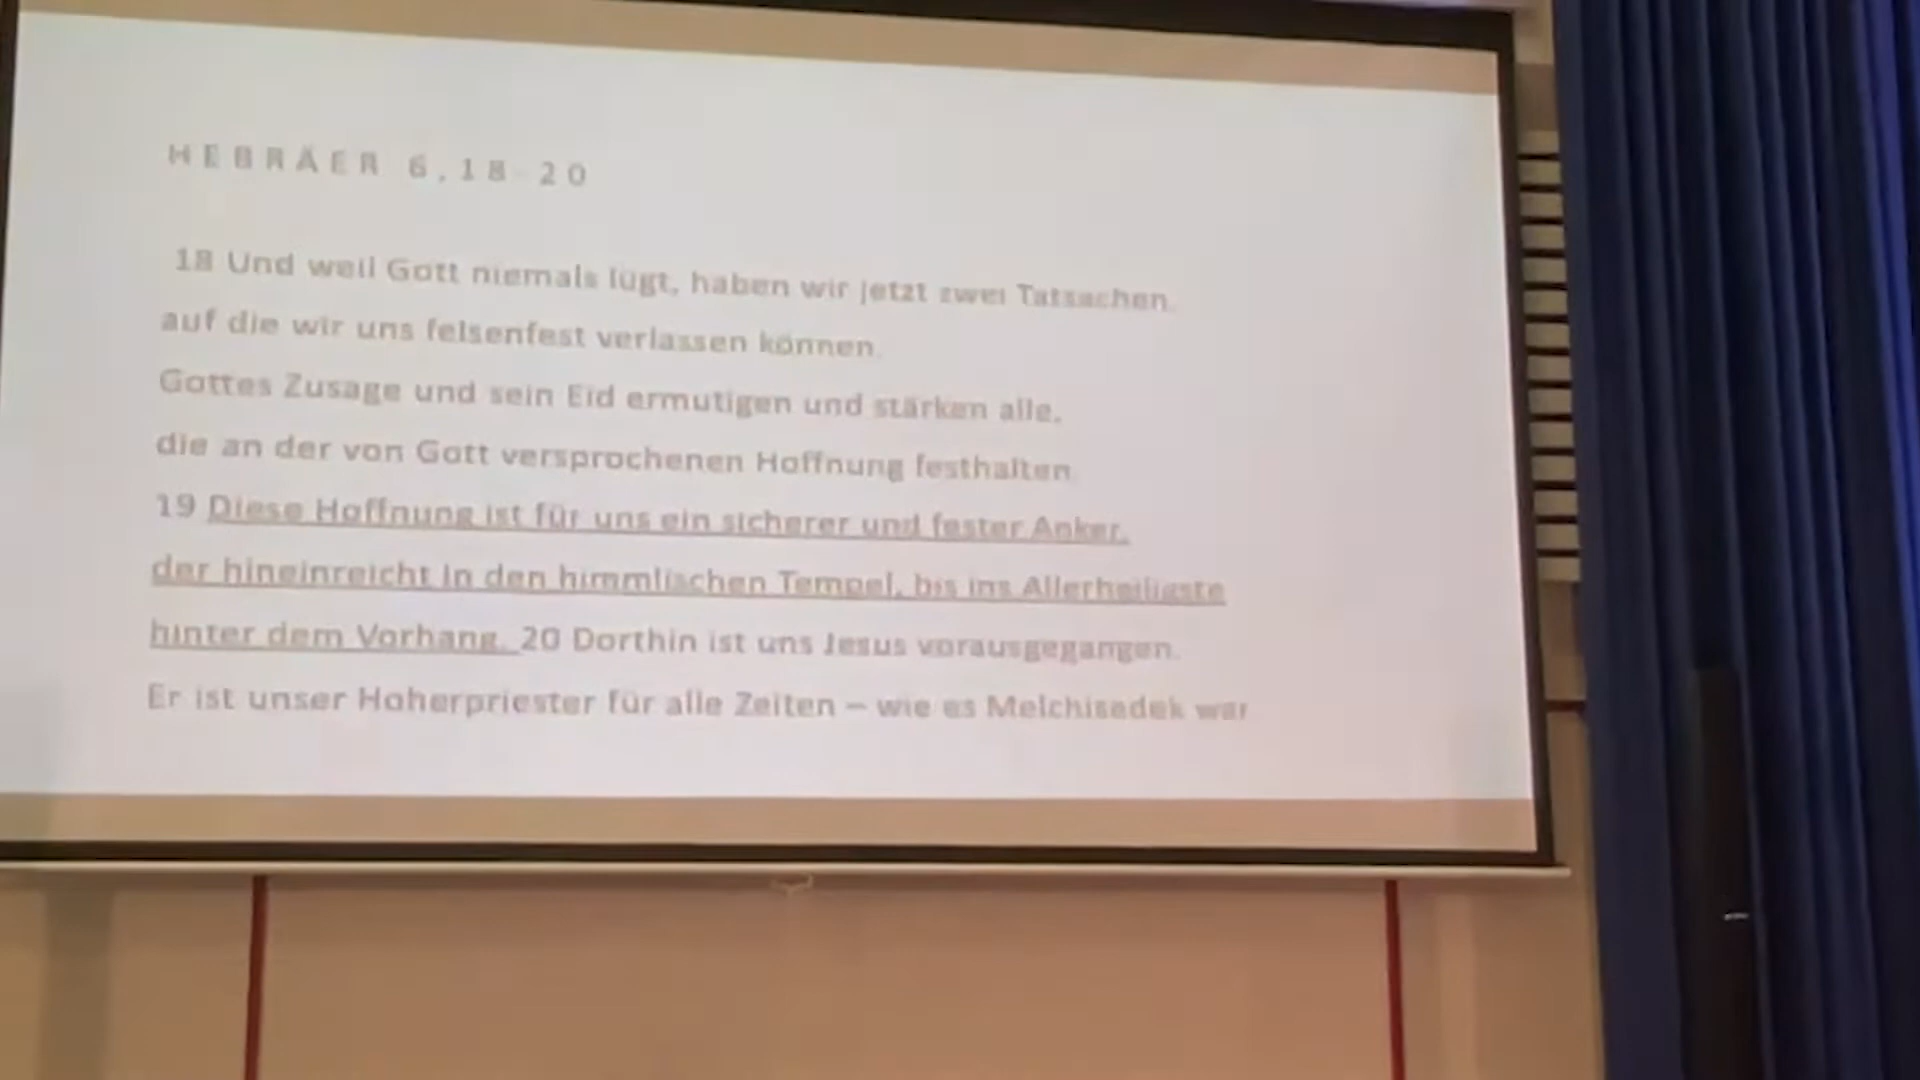 HEBRÄER 6,18-20
18 Und weil Gott niemals lügt, haben wir jetzt zwei Tatsachen,
auf die wir uns felsenfest verlassen können.
Gottes Zusage und sein Eid ermutigen und stärken alle,
die an der von Gott versprochenen Hoffnung festhalten.
19 Diese Hoffnung ist für uns ein sicherer und fester Anker,
der hineinreicht in den himmlischen Tempel, bis ins Allerheiligste
hinter dem Vorhang. 20 Dorthin ist uns Jesus vorausgegangen.
Er ist unser Hoherpriester für alle Zeiten – wie es Melchisedek war